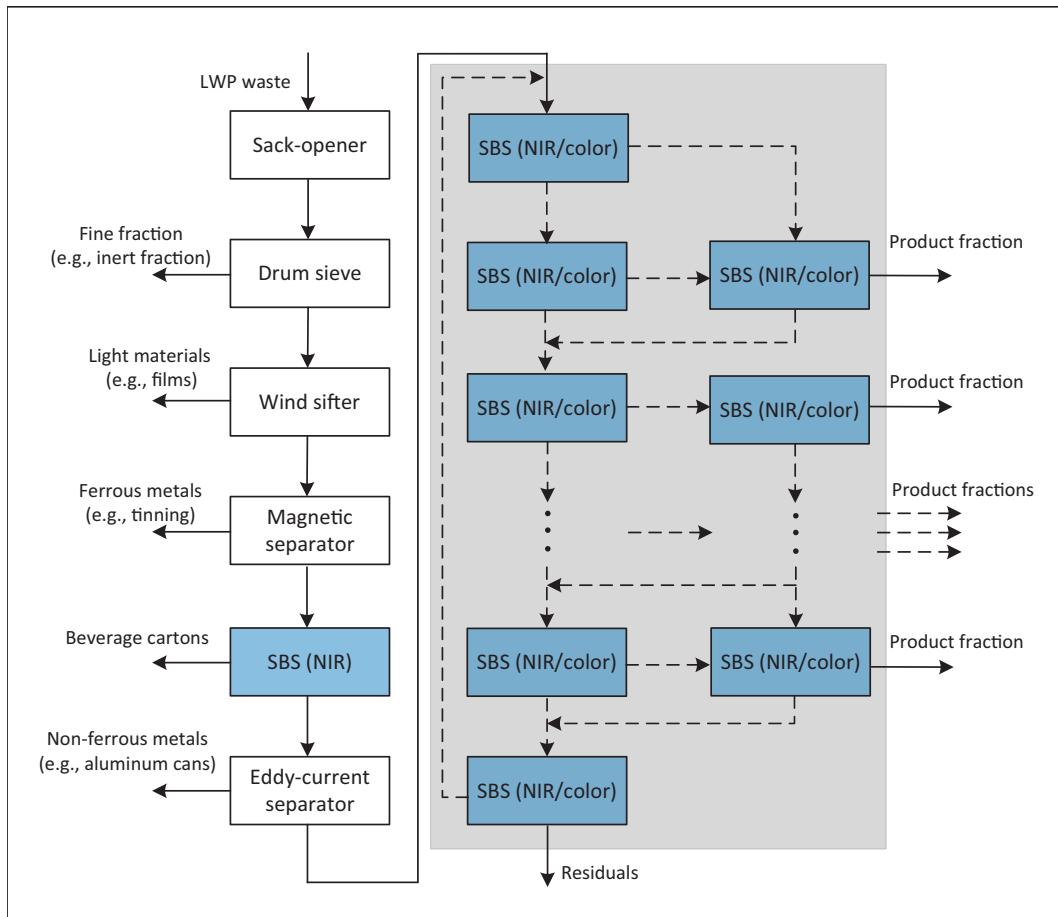 LWP waste
Sack-opener
Fine fraction
(e.g., inert fraction)
Drum sieve
Light materials
(e.g., films)
Wind sifter
Ferrous metals
(e.g., tinning)
Magnetic
separator
Beverage cartons
SBS (NIR)
Non-ferrous metals
(e.g., aluminum cans)
Eddy-current
separator
SBS (NIR/color)
SBS (NIR/color)
SBS (NIR/color)
Product fraction
SBS (NIR/color)
SBS (NIR/color)
Product fraction
Product fractions
SBS (NIR/color)
SBS (NIR/color)
Product fraction
SBS (NIR/color)
Residuals